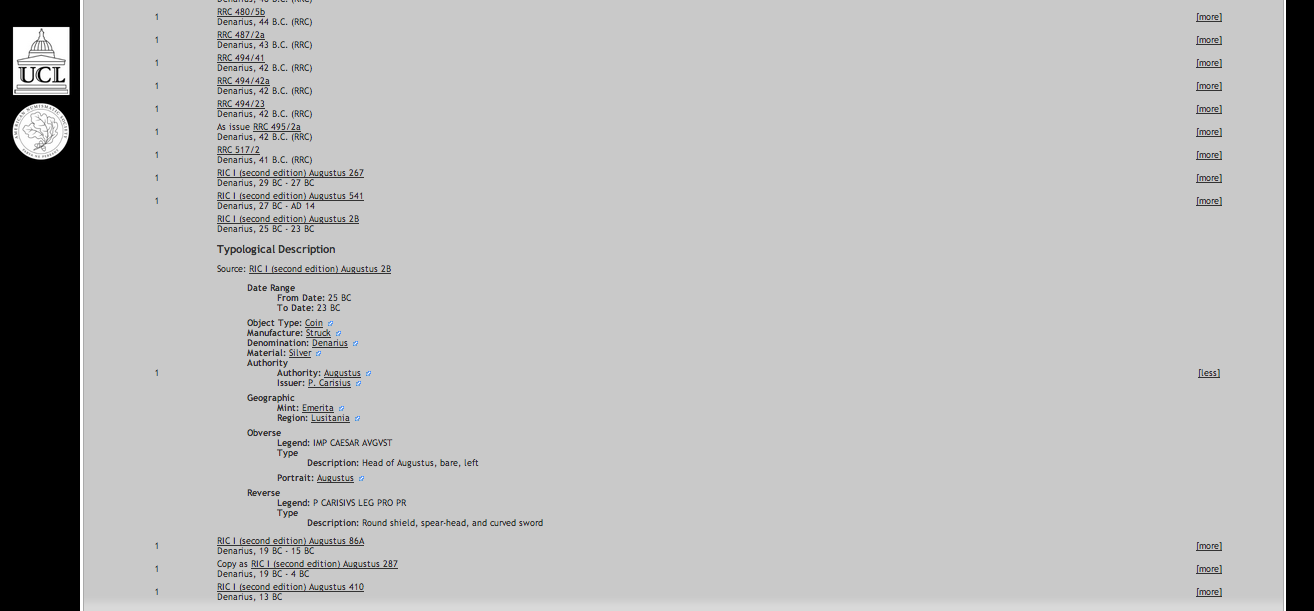 Denarius, 46 B.C. (RRC)
1 RRC 480/5b [more]
Denarius, 44 B.C. (RRC)
1 RRC 487/2a [more]
Denarius, 43 B.C. (RRC)
1 RRC 494/41 [more]
Denarius, 42 B.C. (RRC)
1 RRC 494/42a [more]
Denarius, 42 B.C. (RRC)
1 RRC 494/23 [more]
Denarius, 42 B.C. (RRC)
1 As issue RRC 495/2a [more]
Denarius, 42 B.C. (RRC)
1 RRC 517/2 [more]
Denarius, 41 B.C. (RRC)
1 RIC I (second edition) Augustus 267 [more]
Denarius, 29 BC - 27 BC
1 RIC I (second edition) Augustus 541 [more]
Denarius, 27 BC - AD 14
RIC I (second edition) Augustus 2B
Denarius, 25 BC - 23 BC
Typological Description
Source: RIC I (second edition) Augustus 2B
Date Range
From Date: 25 BC
To Date: 23 BC
Object Type: Coin
Manufacture: Struck
Denomination: Denarius
Material: Silver
Authority
1 Authority: Augustus [less]
Issuer: P. Carisius
Geographic
Mint: Emerita
Region: Lusitania
Obverse
Legend: IMP CAESAR AVGVST
Type
Description: Head of Augustus, bare, left
Portrait: Augustus
Reverse
Legend: P CARISIVS LEG PRO PR
Type
Description: Round shield, spear-head, and curved sword
1 RIC I (second edition) Augustus 86A [more]
Denarius, 19 BC - 15 BC
1 Copy as RIC I (second edition) Augustus 287 [more]
Denarius, 19 BC - 4 BC
1 RIC I (second edition) Augustus 410 [more]
Denarius, 13 BC
UCL
AMERICAN NUMISMATIC SOCIETY